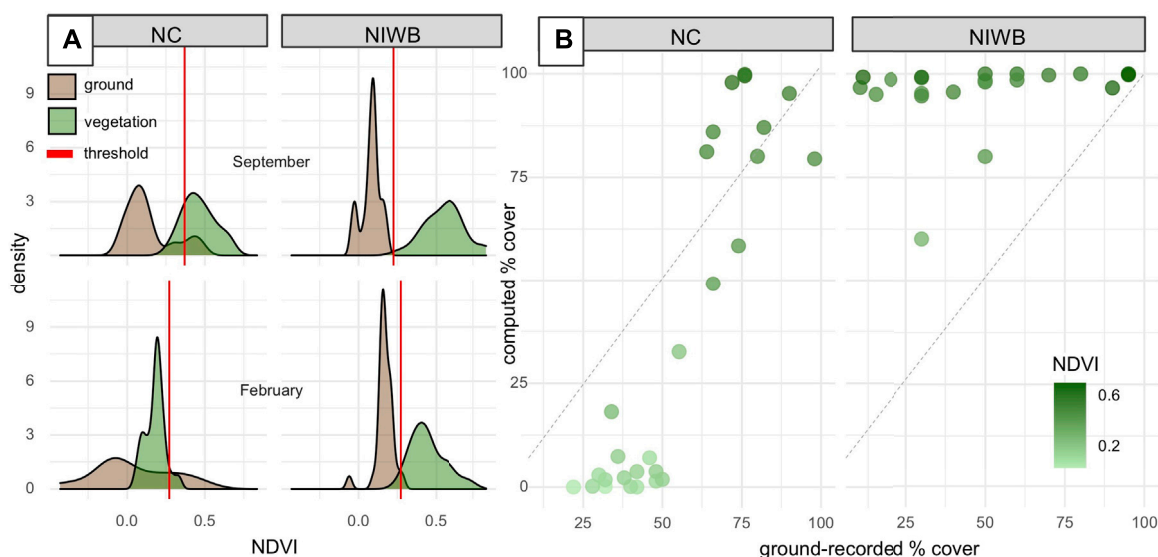 A
NC
NIWB
ground
vegetation
threshold
September
February
density
9
6
3
0
9
6
3
0
0.0
0.5
0.0
0.5
NDVI
B
NC
NIWB
computed % cover
100
75
25
0
25
50
75
100
25
50
75
100
ground-recorded % cover
NDVI
0.6
0.2